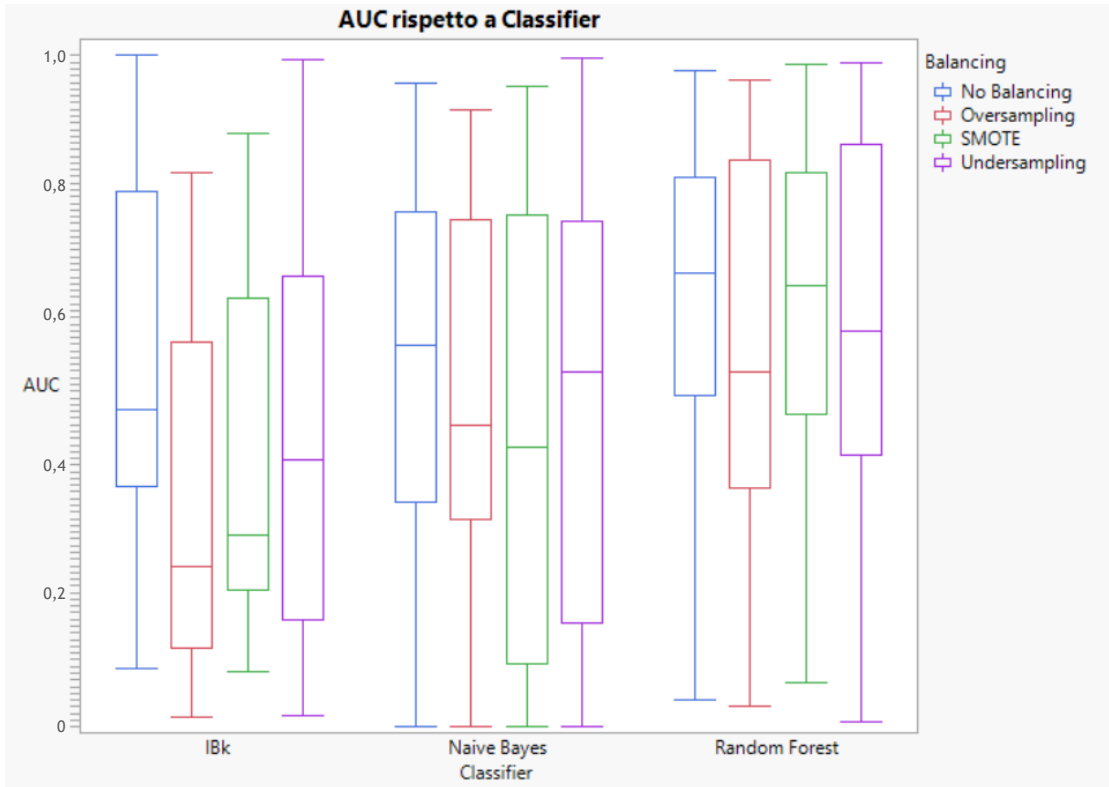 AUC rispetto a Classifier
1,0
0,8
0,6
AUC
0,4
0,2
0
IBk
Naive Bayes
Random Forest
Classifier
Balancing
No Balancing
Oversampling
SMOTE
Undersampling